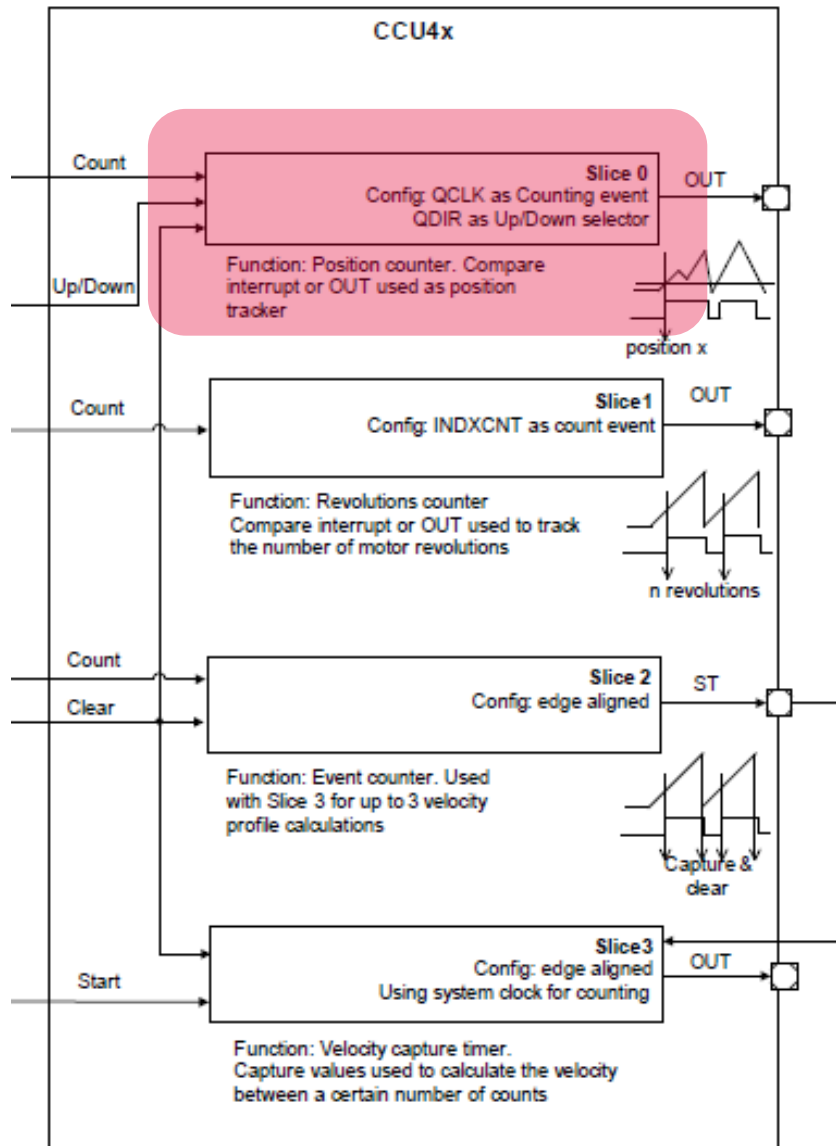 CCU4x
Count
Slice 0
Config: QCLK as Counting event
QDIR as Up/Down selector
OUT
Up/Down
Function: Position counter. Compare
interrupt or OUT used as position
tracker
position x
Count
Slice1
Config: INDXCNT as count event
OUT
Function: Revolutions counter
Compare interrupt or OUT used to track
the number of motor revolutions
n revolutions
Count
Slice 2
Config: edge aligned
ST
Clear
Function: Event counter. Used
with Slice 3 for up to 3 velocity
profile calculations
Capture &
clear
Slice3
Config: edge aligned
Using system clock for counting
OUT
Start
Function: Velocity capture timer.
Capture values used to calculate the velocity
between a certain number of counts